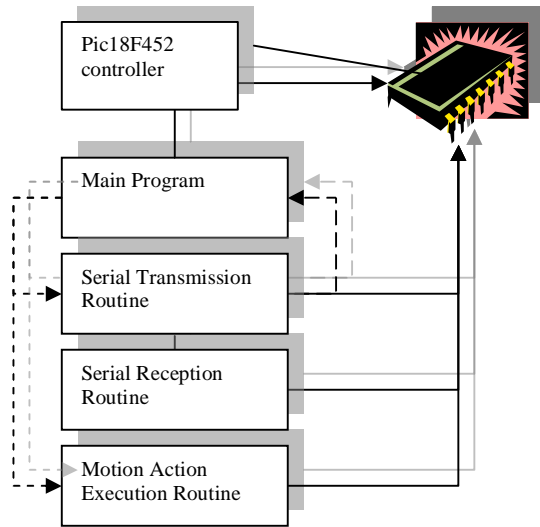 Pic18F452
controller
Main Program
Serial Transmission
Routine
Serial Reception
Routine
Motion Action
Execution Routine